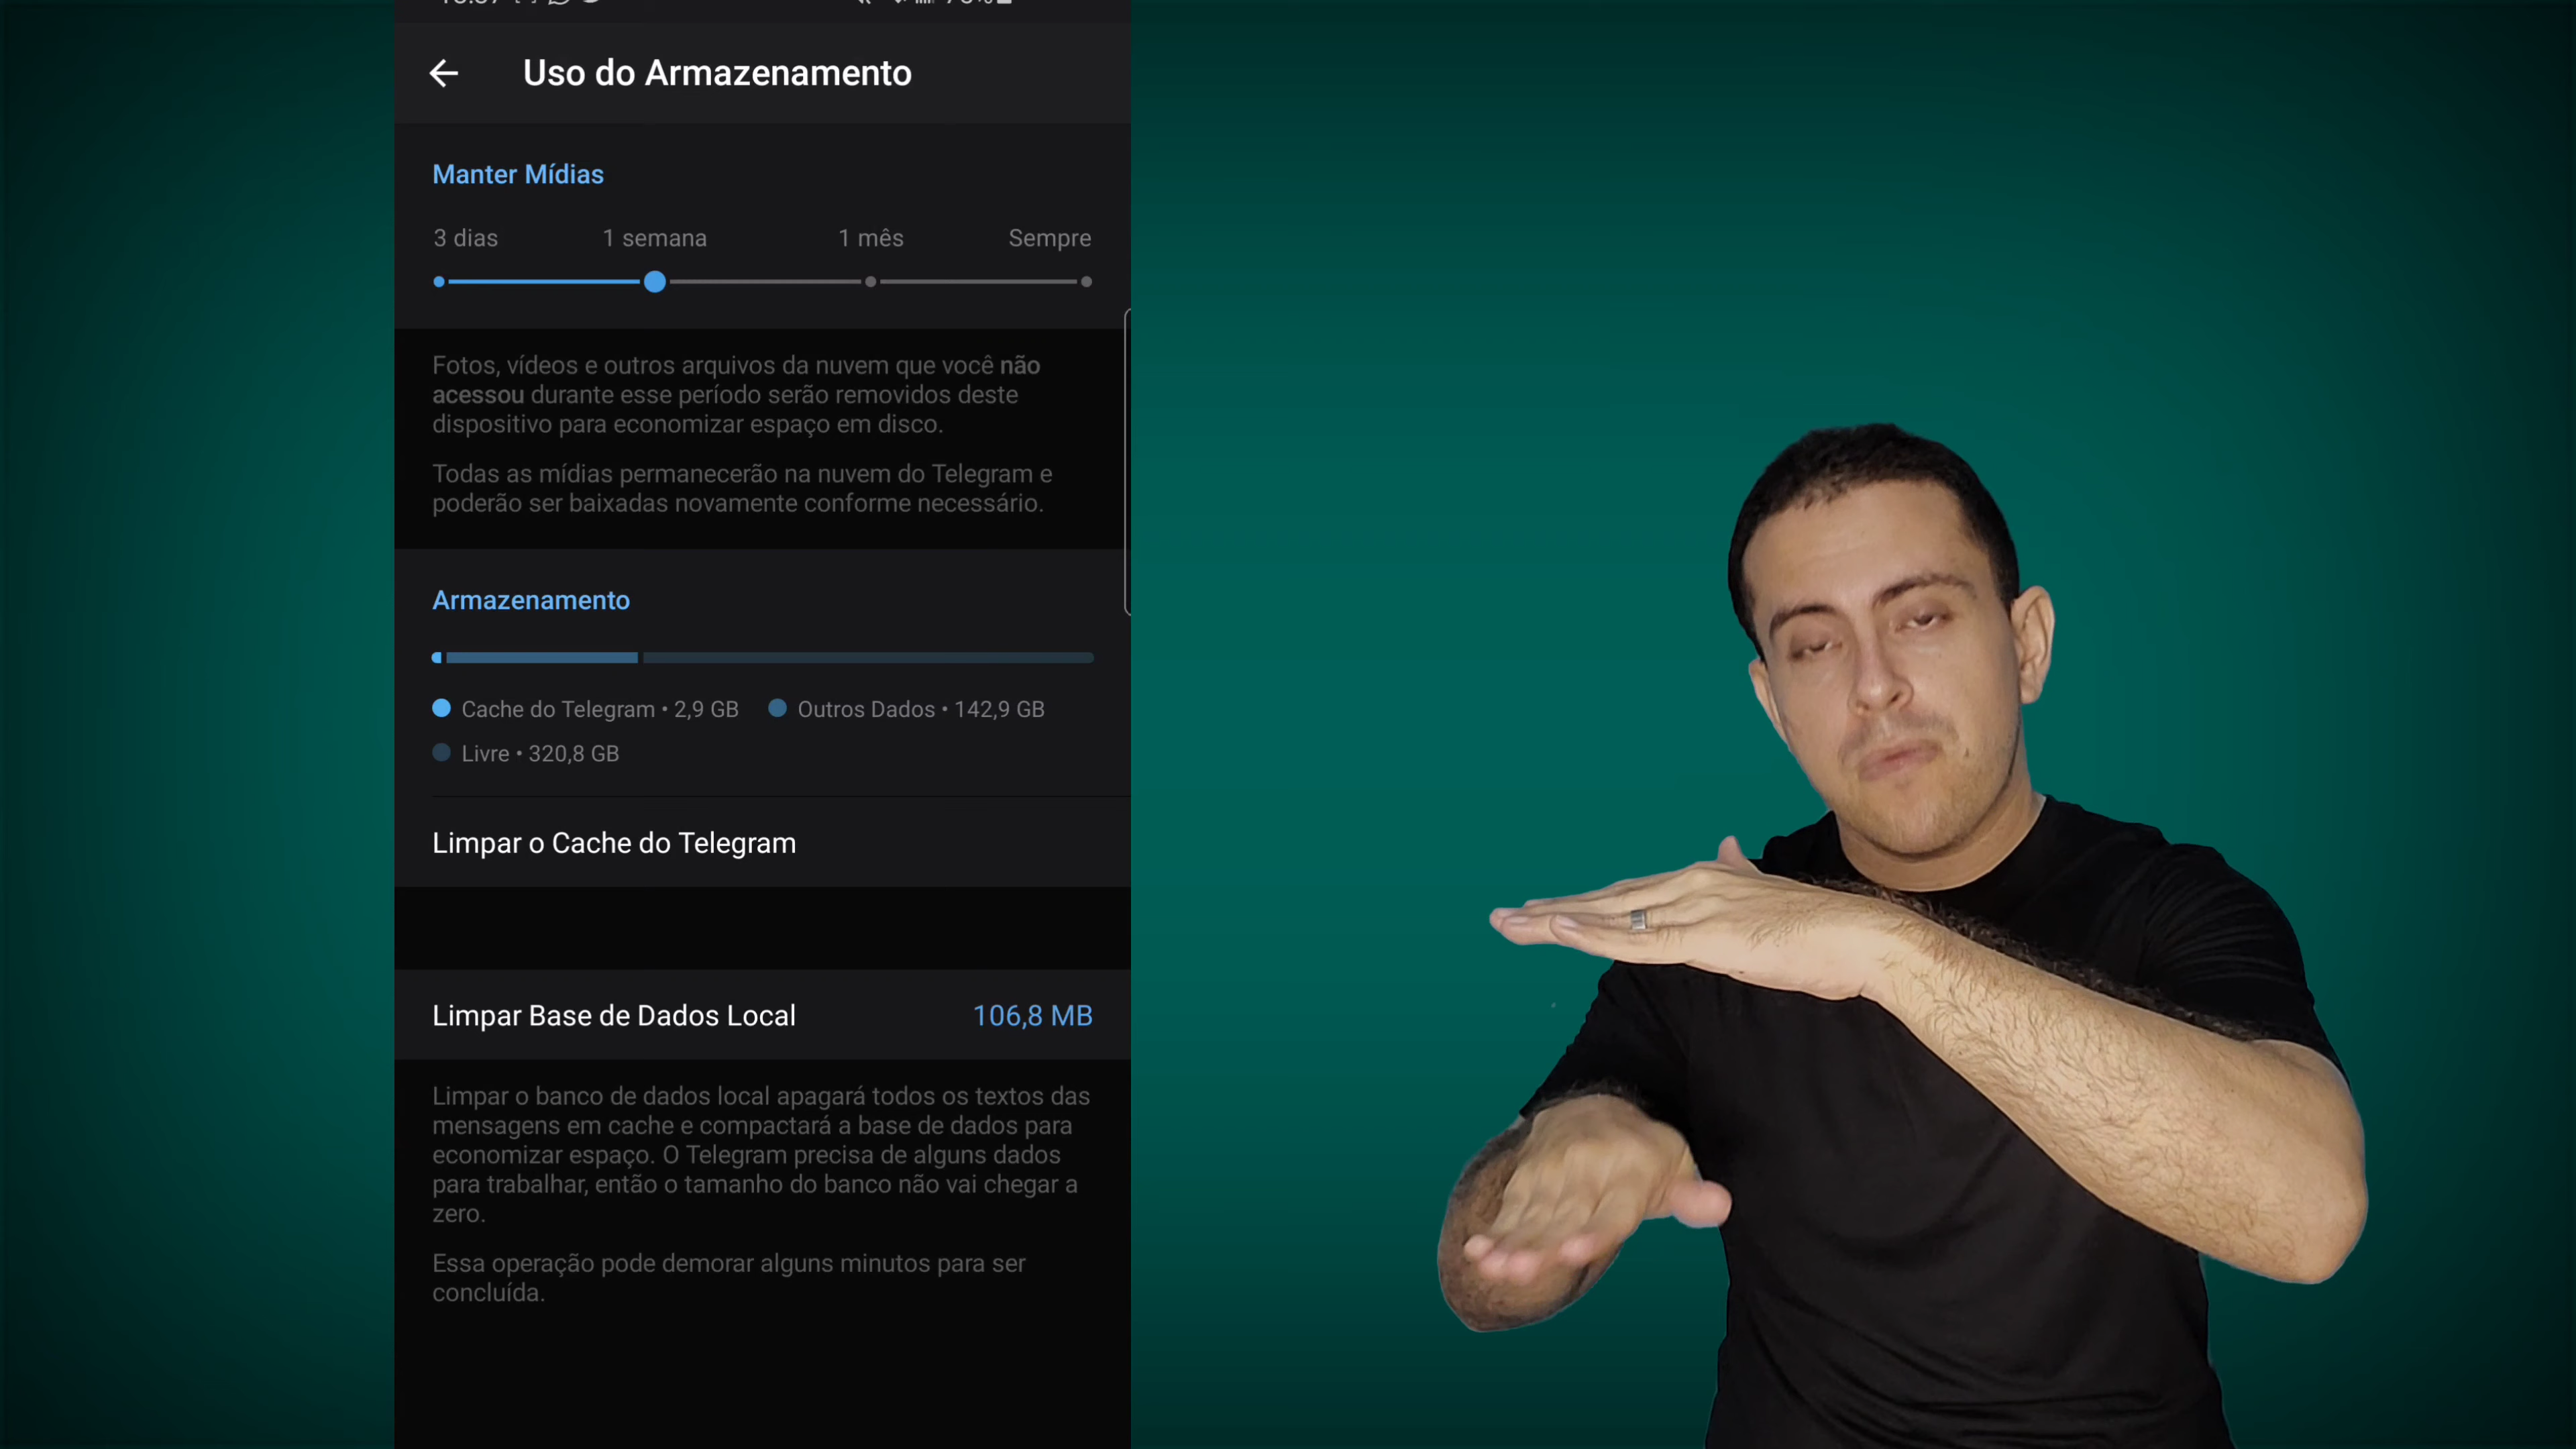 Uso do Armazenamento
Manter Mídias
3 dias 1 semana 1 mês Sempre
Fotos, vídeos e outros arquivos da nuvem que você não
acessou durante esse período serão removidos deste
dispositivo para economizar espaço em disco.
Todas as mídias permanecerão na nuvem do Telegram e
poderão ser baixadas novamente conforme necessário.
Armazenamento
Cache do Telegram • 2,9 GB Outros Dados • 142,9 GB
Livre • 320,8 GB
Limpar o Cache do Telegram
Limpar Base de Dados Local 106,8 MB
Limpar o banco de dados local apagará todos os textos das
mensagens em cache e compactará a base de dados para
economizar espaço. O Telegram precisa de alguns dados
para trabalhar, então o tamanho do banco não vai chegar a
zero.
Essa operação pode demorar alguns minutos para ser
concluída.